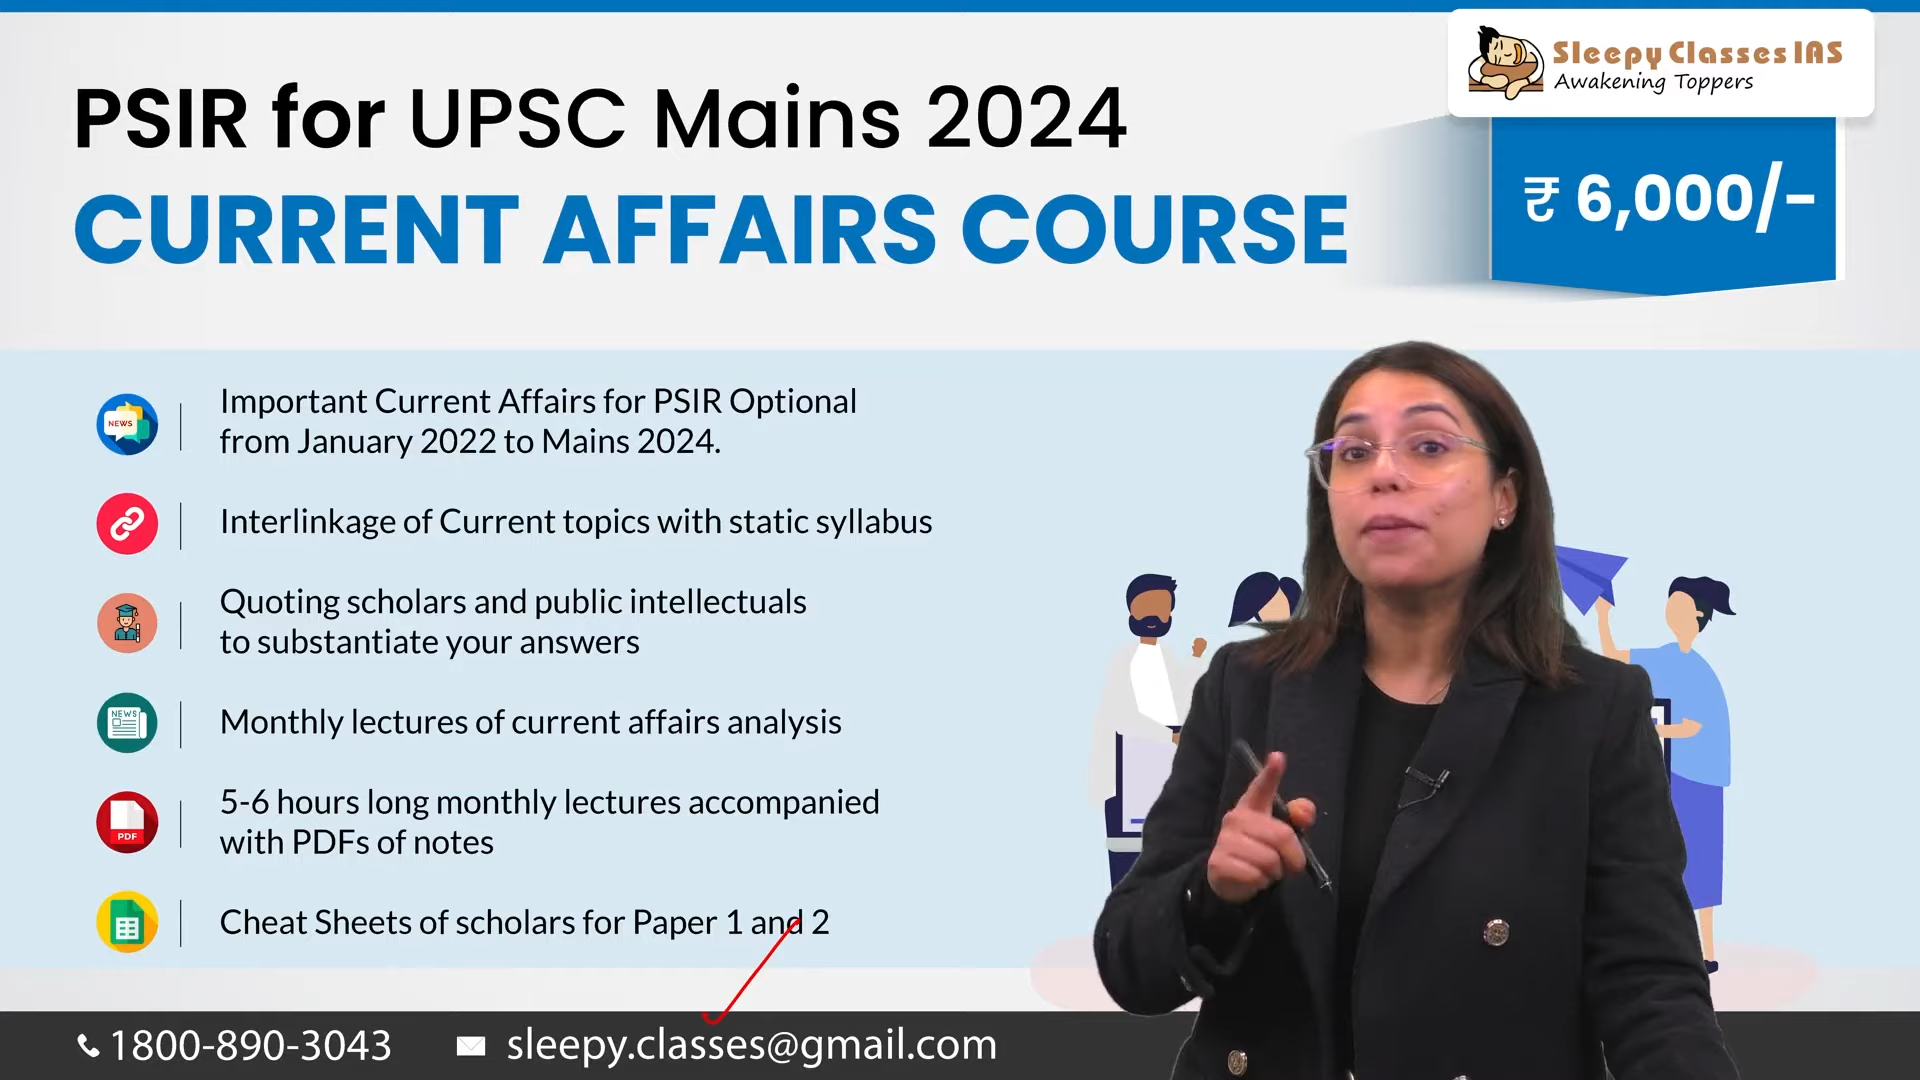 Sleepy Classes IAS
Awakening Toppers
PSIR for UPSC Mains 2024
CURRENT AFFAIRS COURSE
₹ 6,000/-
NEWS
Important Current Affairs for PSIR Optional
from January 2022 to Mains 2024.
Interlinkage of Current topics with static syllabus
Quoting scholars and public intellectuals
to substantiate your answers
NEWS
Monthly lectures of current affairs analysis
PDF
5-6 hours long monthly lectures accompanied
with PDFs of notes
Cheat Sheets of scholars for Paper 1 and 2
1800-890-3043
sleepy.classes@gmail.com